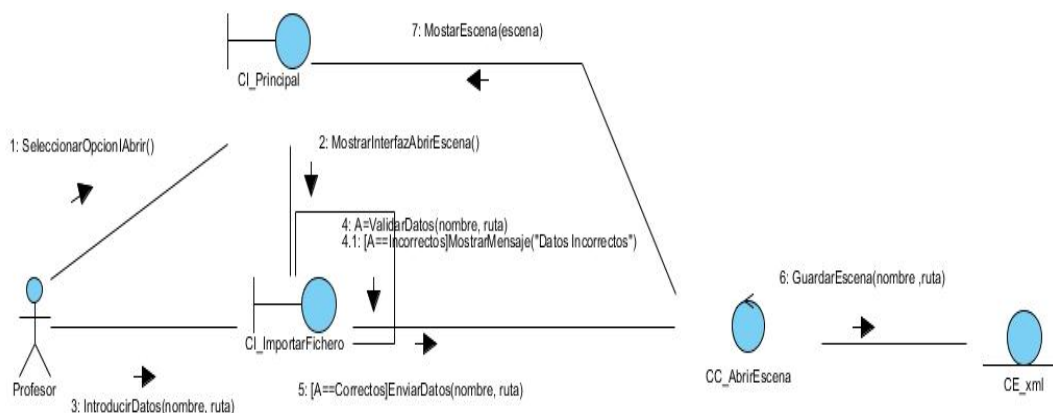 7: MostarEscena(escena)
CI_Principal
1: SeleccionarOpcionIAbrir()
2: MostrarInterfazAbrirEscena()
4: A=ValidarDatos(nombre, ruta)
4.1: [A==Incorrectos]MostrarMensaje("Datos Incorrectos")
6: GuardarEscena(nombre ,ruta)
CI_ImportarFichero
CC_AbrirEscena
Profesor
CE_xml
5: [A==Correctos]EnviarDatos(nombre, ruta)
3: IntroducirDatos(nombre, ruta)